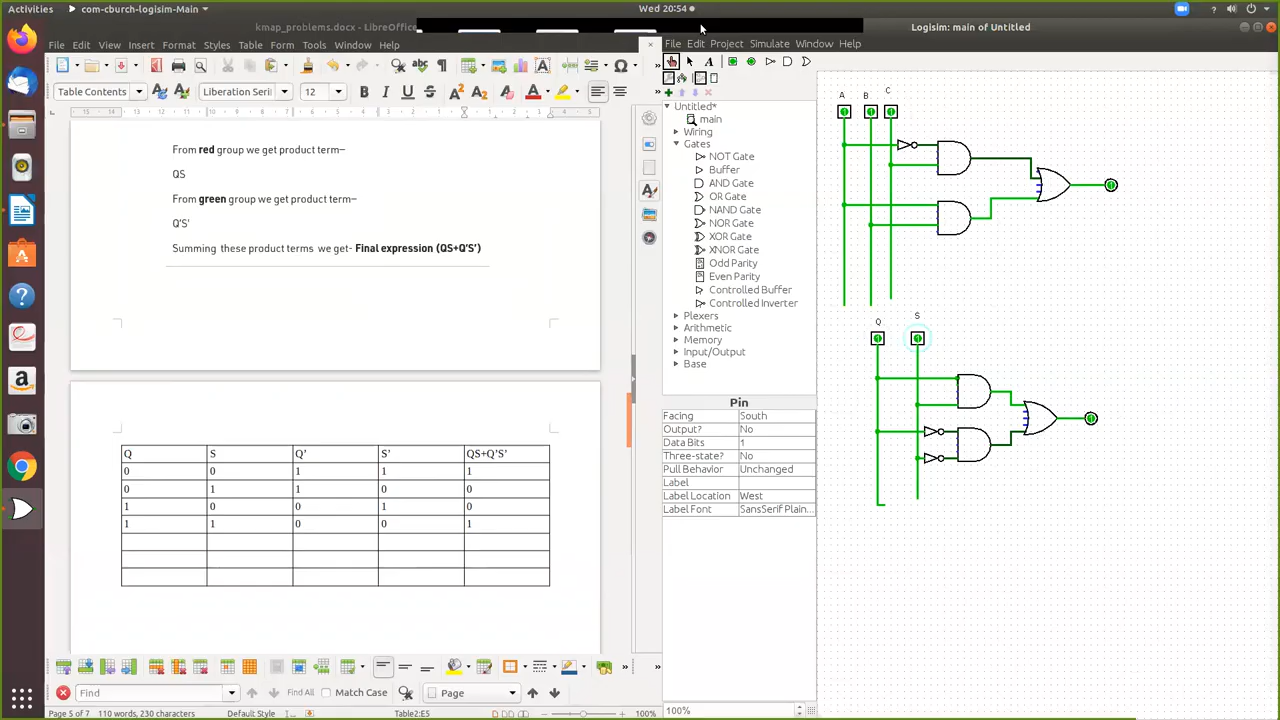 Activities
com-cburch-logisim-Main
Wed 20:54
kmap_problems.docx - LibreOffice
Logisim: main of Untitled
File Edit View Insert Format Styles Table Form Tools Window Help
File Edit Project Simulate Window Help
Table Contents
Liberation Seri
12
From red group we get product term—
QS
From green group we get product term—
Q'S'
Summing these product terms we get- Final expression (QS+Q'S')
Q S Q' S' QS+Q'S'
0 0 1 1 1
0 1 1 0 0
1 0 0 1 0
1 1 0 0 1
Untitled*
main
Wiring
Gates
NOT Gate
Buffer
AND Gate
OR Gate
NAND Gate
NOR Gate
XOR Gate
XNOR Gate
Odd Parity
Even Parity
Controlled Buffer
Controlled Inverter
Plexers
Arithmetic
Memory
Input/Output
Base
Pin
Facing South
Output? No
Data Bits 1
Three-state? No
Pull Behavior Unchanged
Label
Label Location West
Label Font SansSerif Plain...
100%
A B C
Q S
Find
Find All
Match Case
Page
Page 5 of 7
110 words, 230 characters
Default Style
Table2:E5
100%